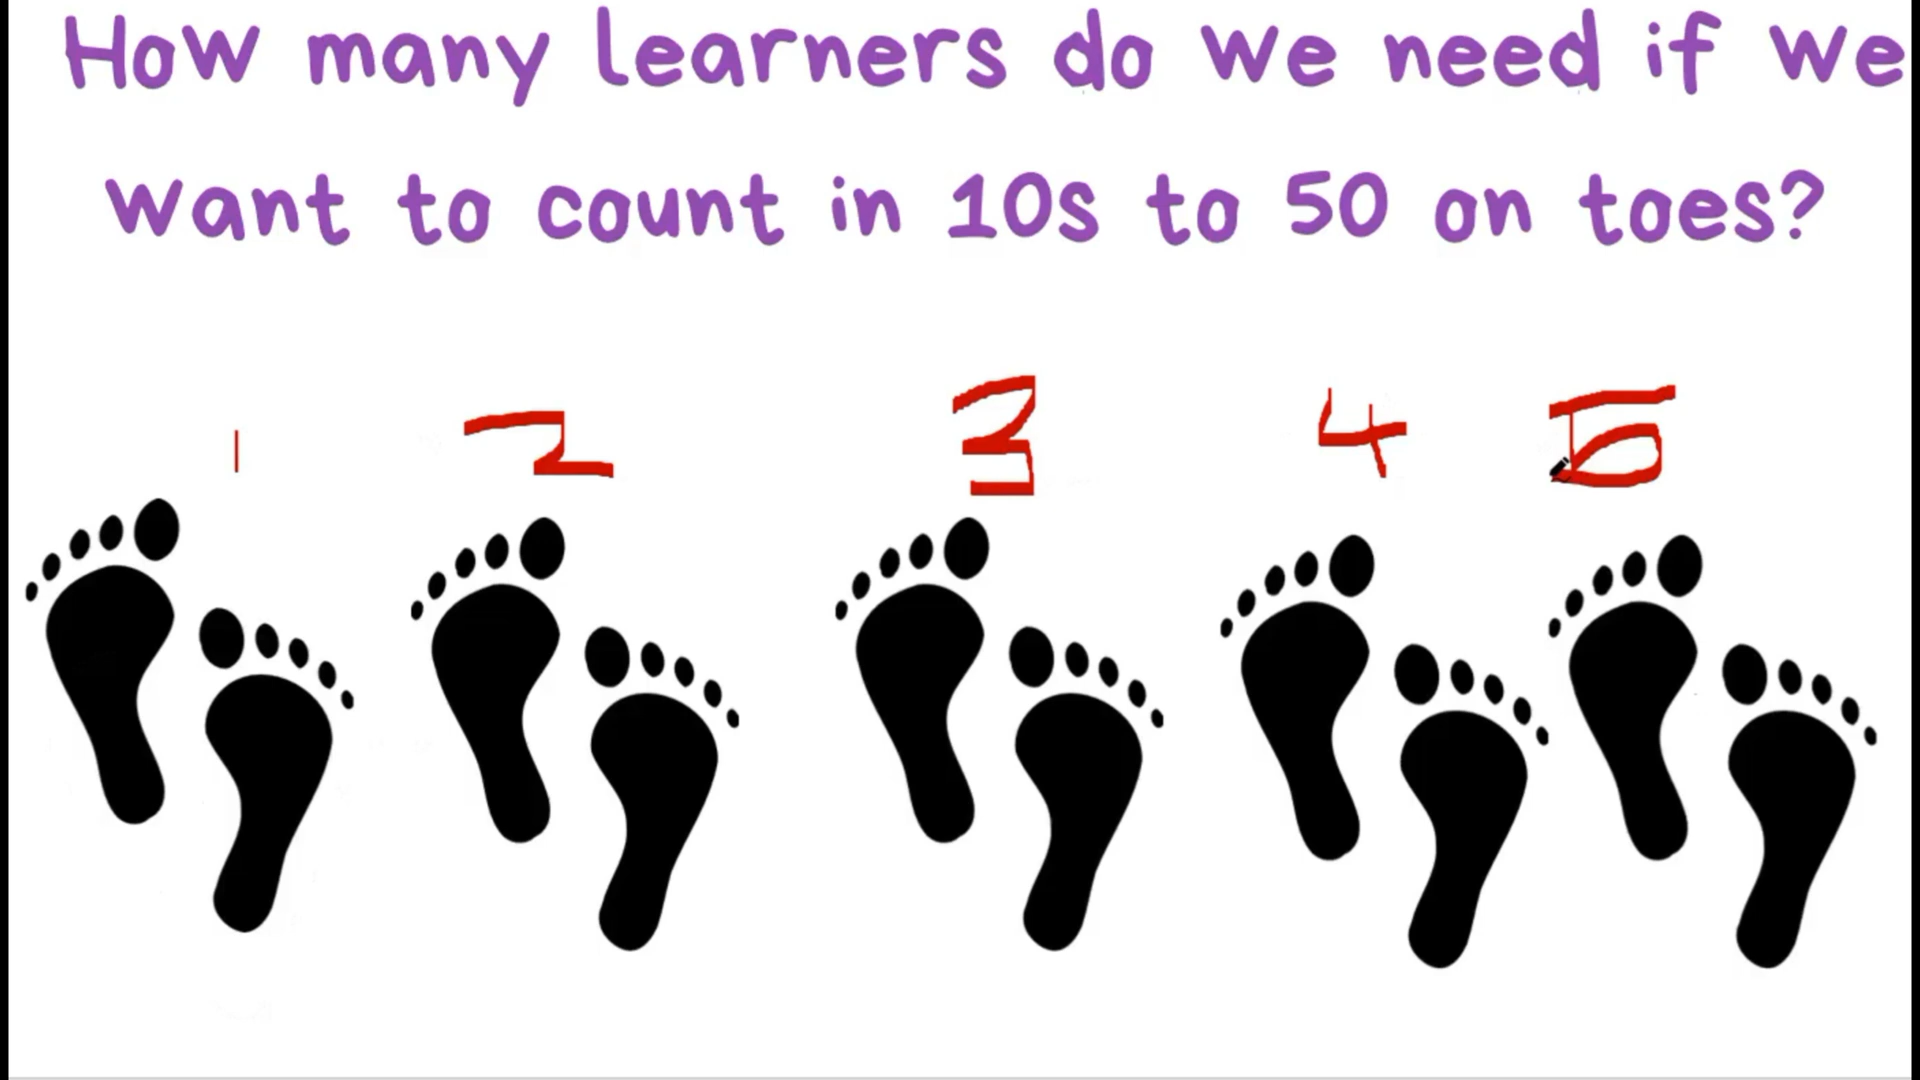 How many learners do we need if we
want to count in 10s to 50 on toes?
1 2 3 4 5